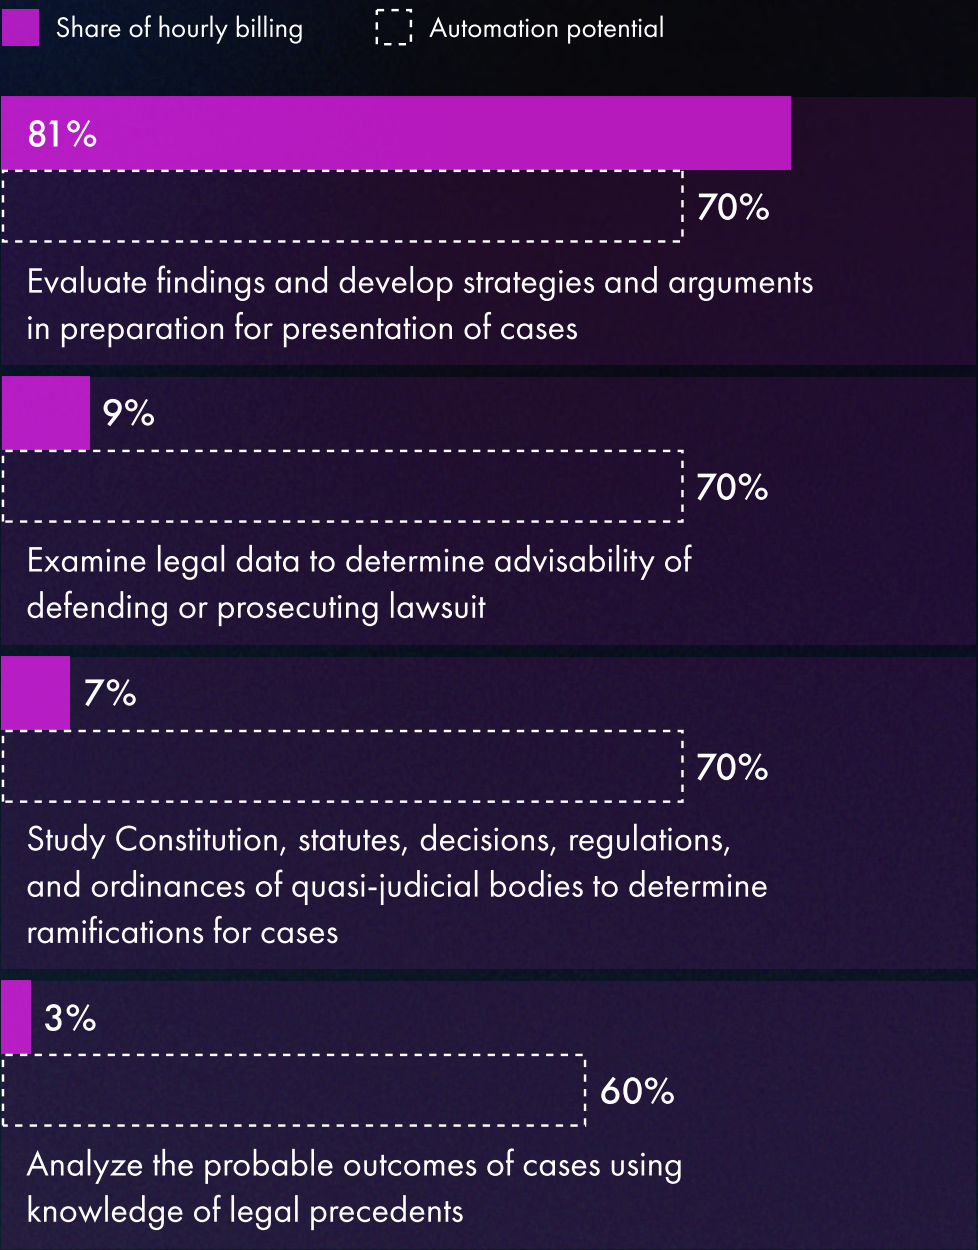 Share of hourly billing
Automation potential
81%
70%
Evaluate findings and develop strategies and arguments
in preparation for presentation of cases
9%
70%
Examine legal data to determine advisability of
defending or prosecuting lawsuit
7%
70%
Study Constitution, statutes, decisions, regulations,
and ordinances of quasi-judicial bodies to determine
ramifications for cases
3%
60%
Analyze the probable outcomes of cases using
knowledge of legal precedents